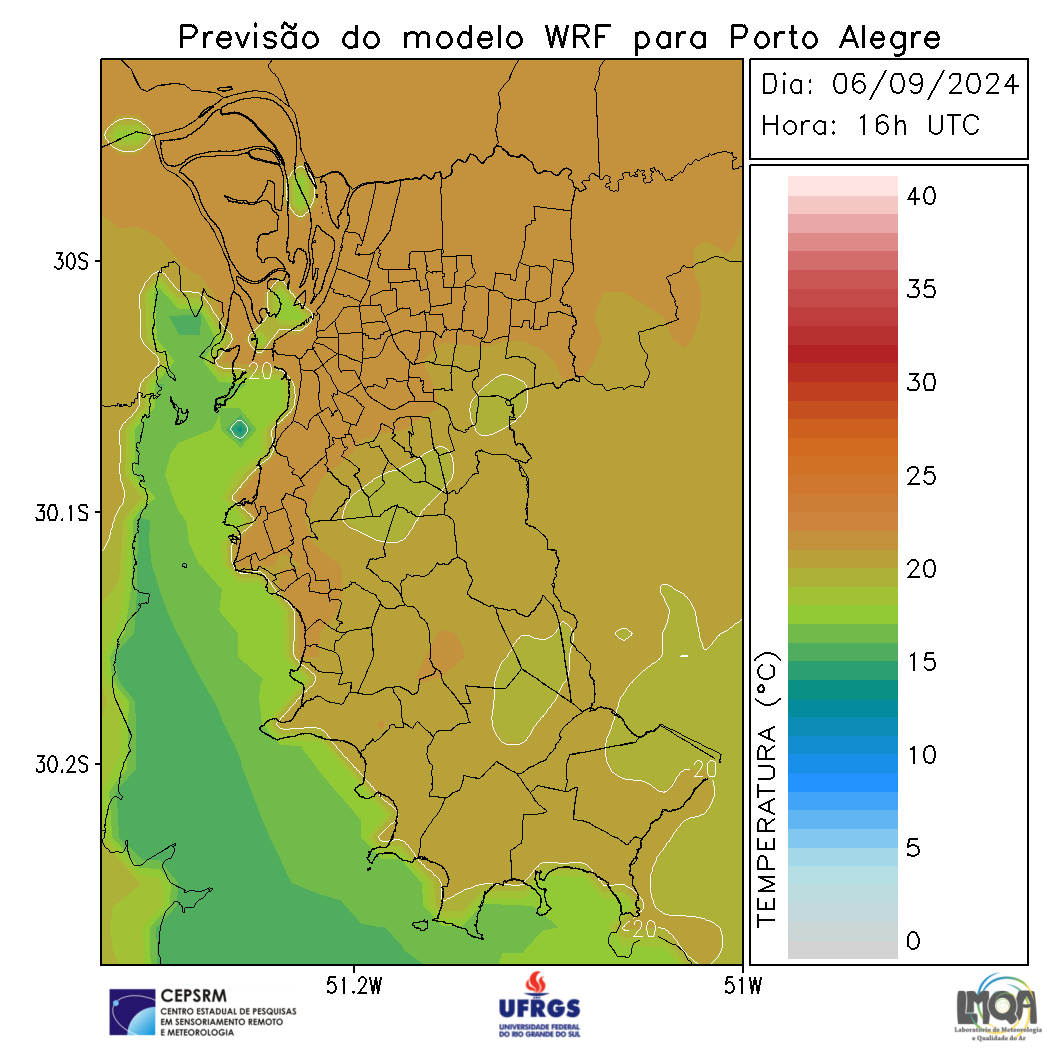 Previsão do modelo WRF para Porto Alegre
Dia: 06/09/2024
Hora: 16h UTC
40
35
30
25
20
15
10
5
0
TEMPERATURA (°C)
30S
30.1S
30.2S
51.2W
51W
20
20
20
CEPSRM
CENTRO ESTADUAL DE PESQUISAS
EM SENSORIAMENTO REMOTO
E METEOROLOGIA
UFRGS
UNIVERSIDADE FEDERAL
DO RIO GRANDE DO SUL
LMQA
Laboratório de Meteorologia
e Qualidade do Ar